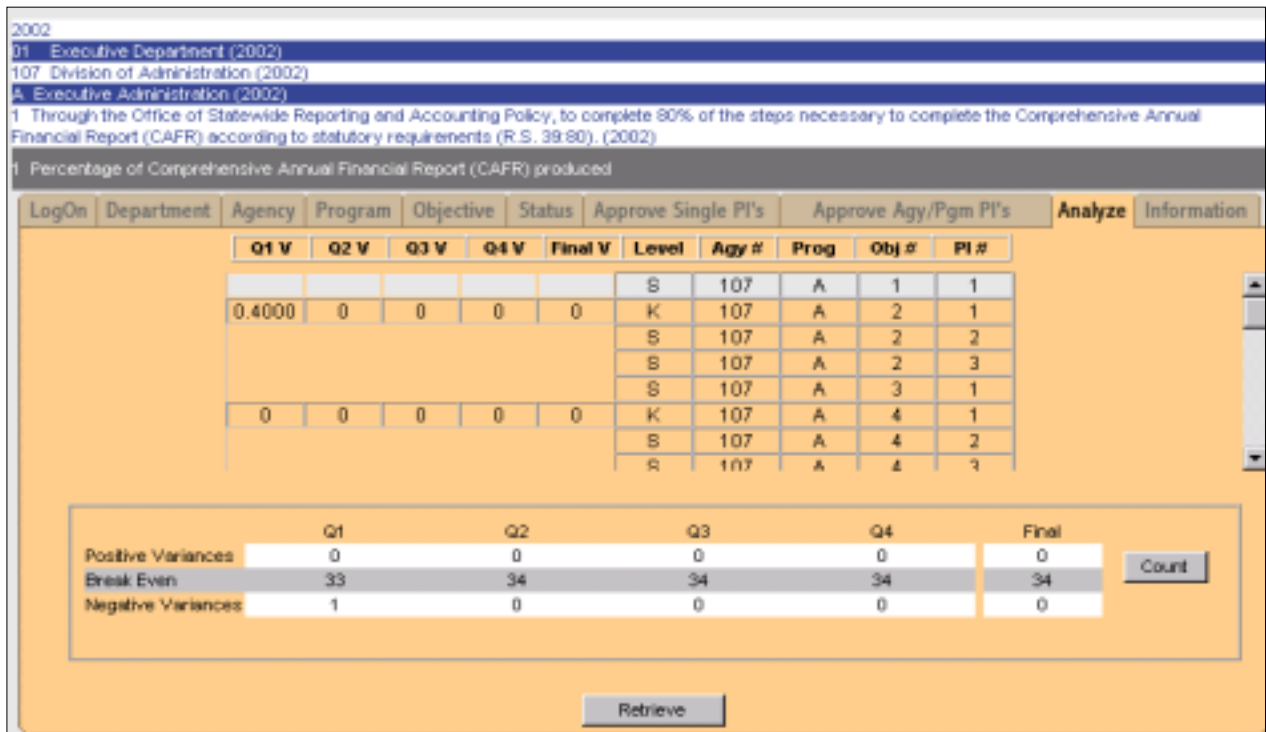 2002
01 Executive Department (2002)
107 Division of Administration (2002)
A Executive Administration (2002)
1 Through the Office of Statewide Reporting and Accounting Policy, to complete 80% of the steps necessary to complete the Comprehensive Annual
Financial Report (CAFR) according to statutory requirements (R.S. 39:80). (2002)
1 Percentage of Comprehensive Annual Financial Report (CAFR) produced
LogOn Department Agency Program Objective Status Approve Single PI's Approve Agy/Pgm PI's Analyze Information
Q1 V Q2 V Q3 V Q4 V Final V Level Agy # Prog Obj # PI #
S 107 A 1 1
0.4000 0 0 0 0 K 107 A 2 1
S 107 A 2 2
S 107 A 2 3
S 107 A 3 1
0 0 0 0 0 K 107 A 4 1
S 107 A 4 2
S 107 A 4 3
Q1 Q2 Q3 Q4 Final
Positive Variances 0 0 0 0 0
Count
Break Even 33 34 34 34 34
Negative Variances 1 0 0 0 0
Retrieve